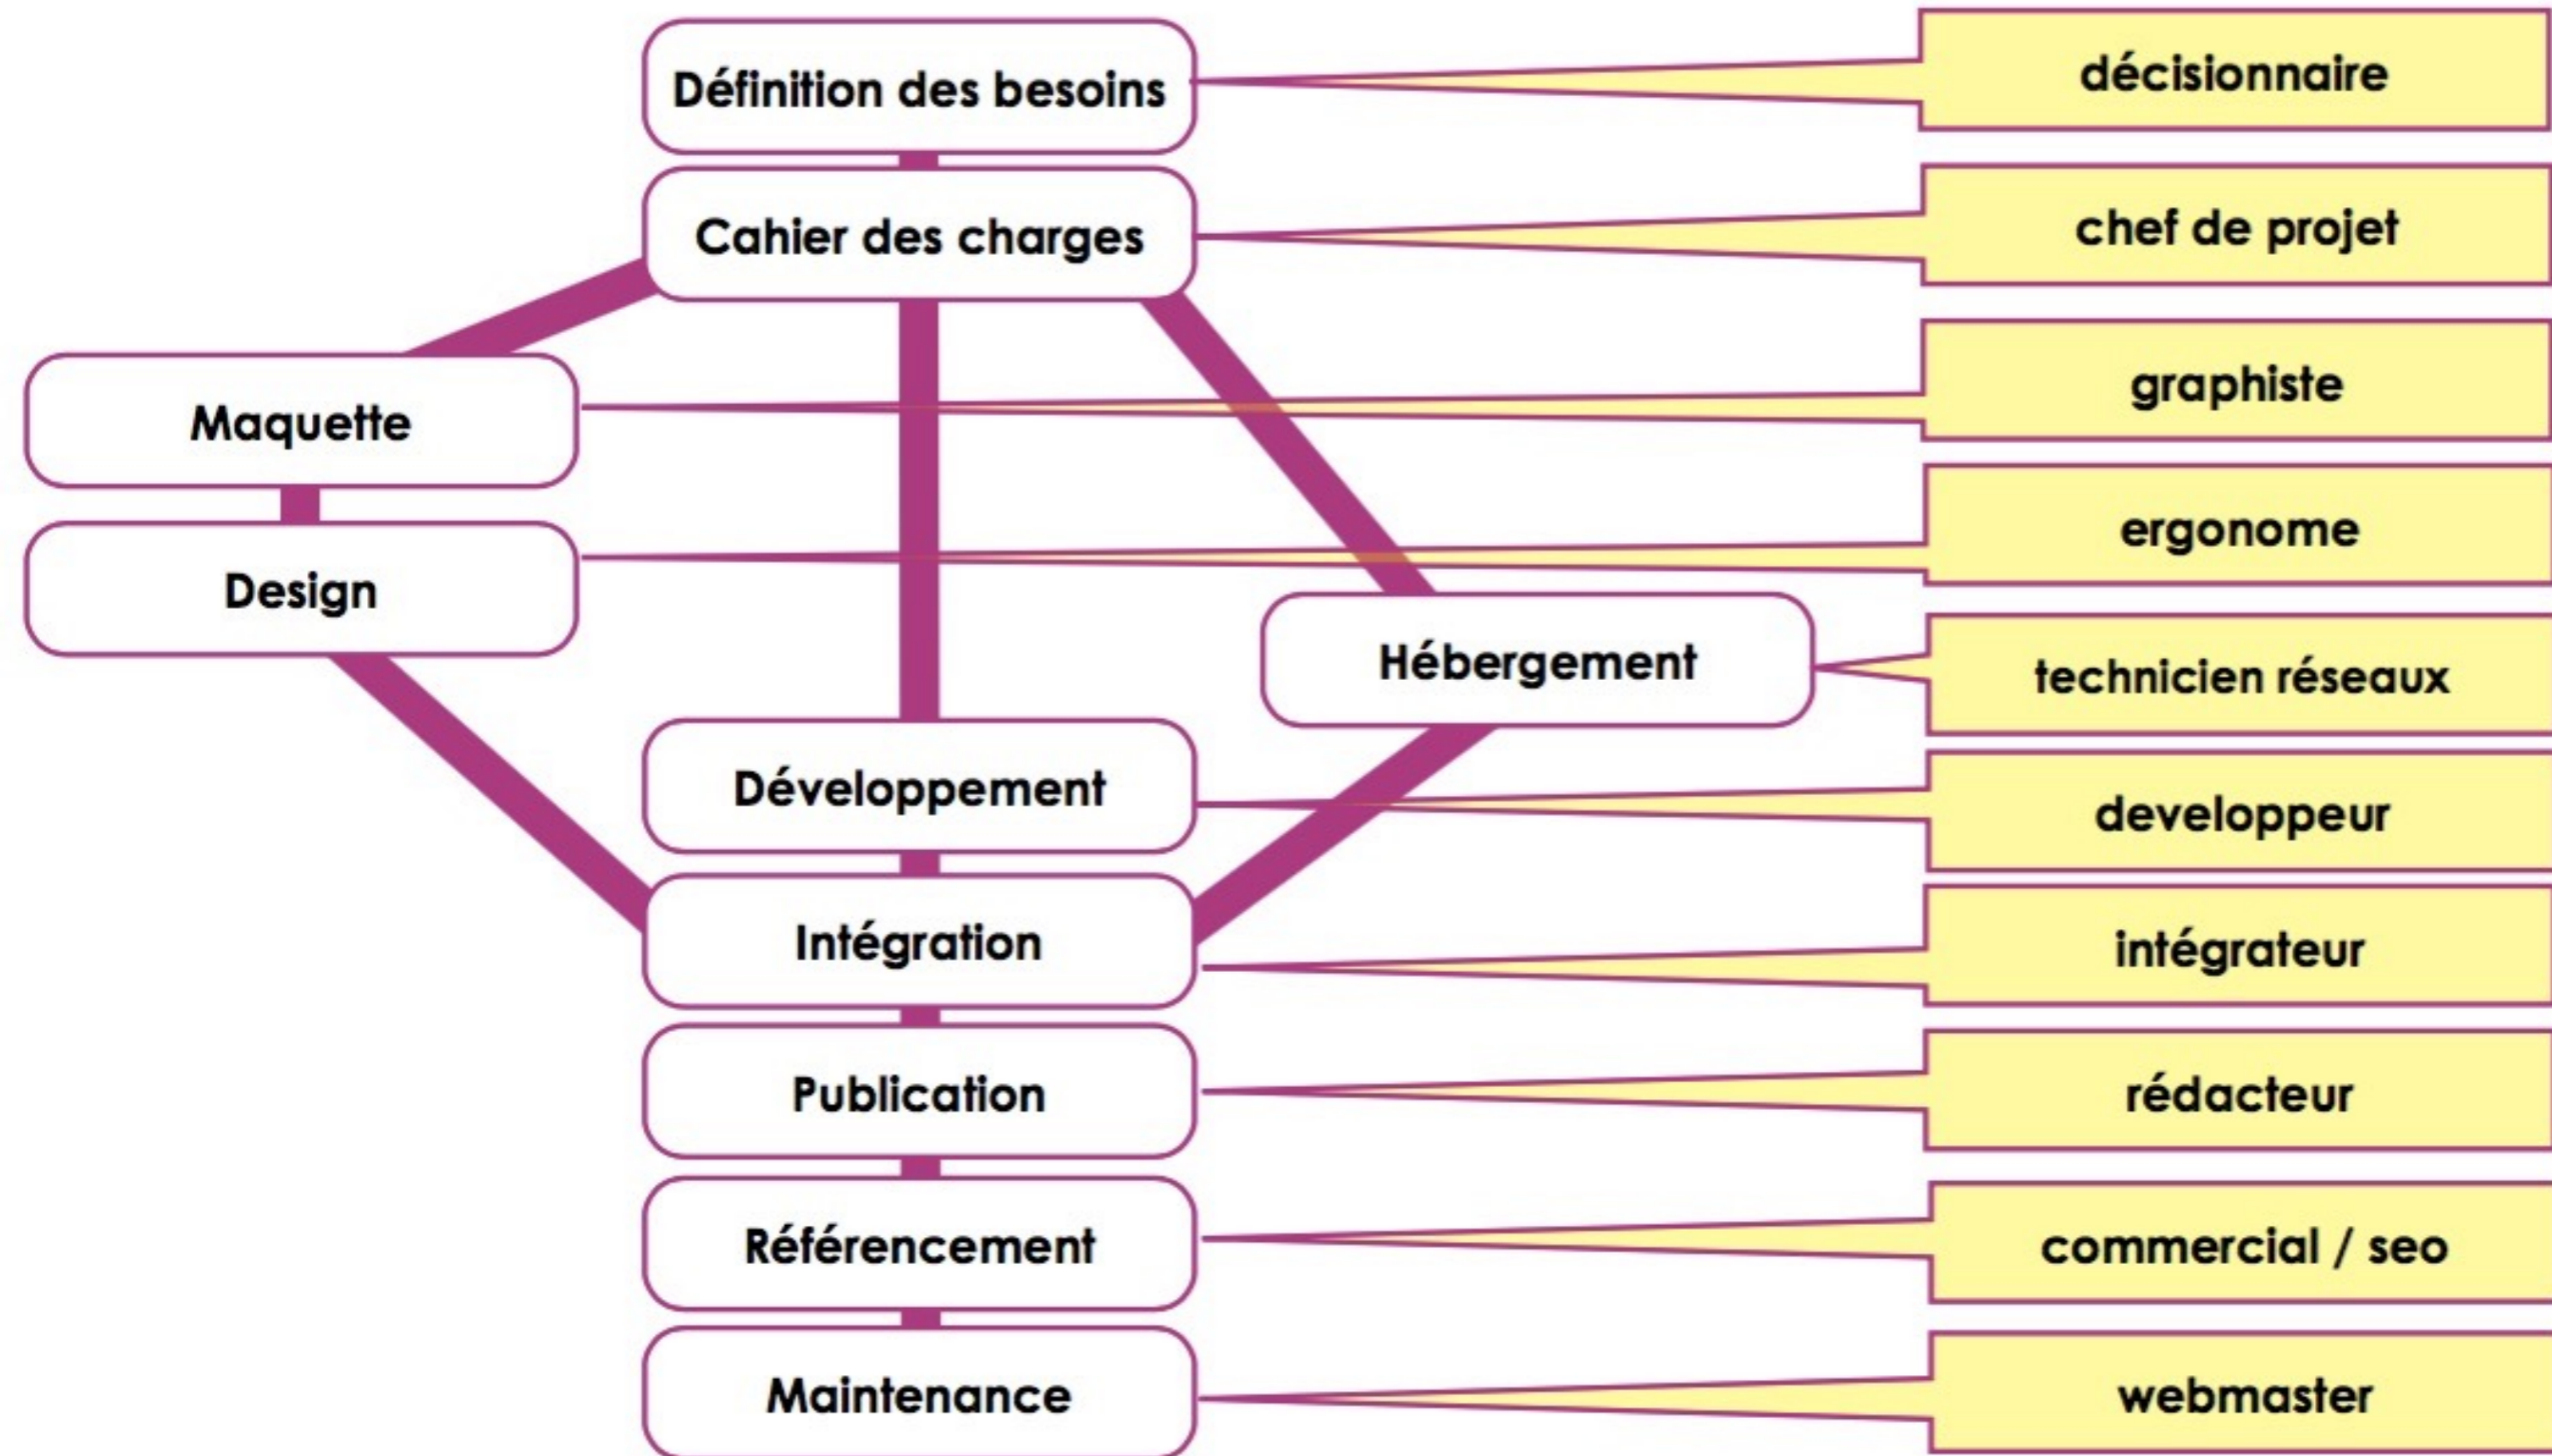 Définition des besoins
décisionnaire
Cahier des charges
chef de projet
Maquette
graphiste
Design
ergonome
Hébergement
technicien réseaux
Développement
developpeur
Intégration
intégrateur
Publication
rédacteur
Référencement
commercial / seo
Maintenance
webmaster